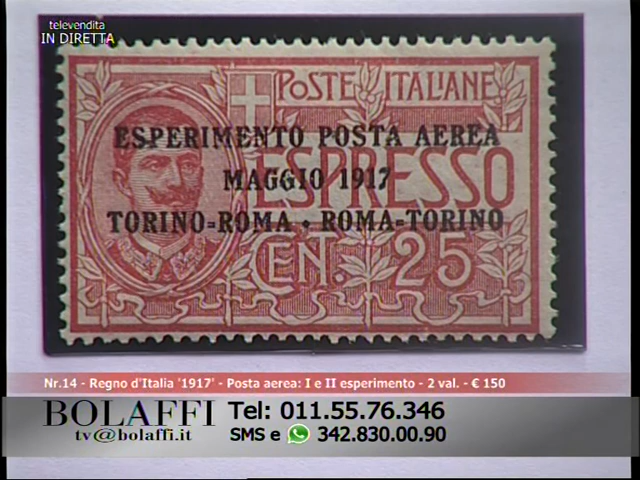 televendita
IN DIRETTA
POSTE ITALIANE
ESPERIMENTO POSTA AEREA
MAGGIO 1917
ESPRESSO
TORINO=ROMA • ROMA=TORINO
CENT. 25
Nr.14 - Regno d'Italia '1917' - Posta aerea: I e II esperimento - 2 val. - € 150
BOLAFFI
tv@bolaffi.it
Tel: 011.55.76.346
SMS e 342.830.00.90